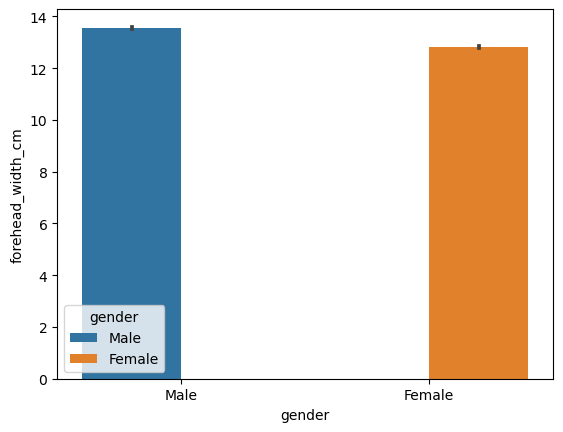 14
12
10
8
6
4
2
0
forehead_width_cm
gender
Male
Female
Male
Female
gender